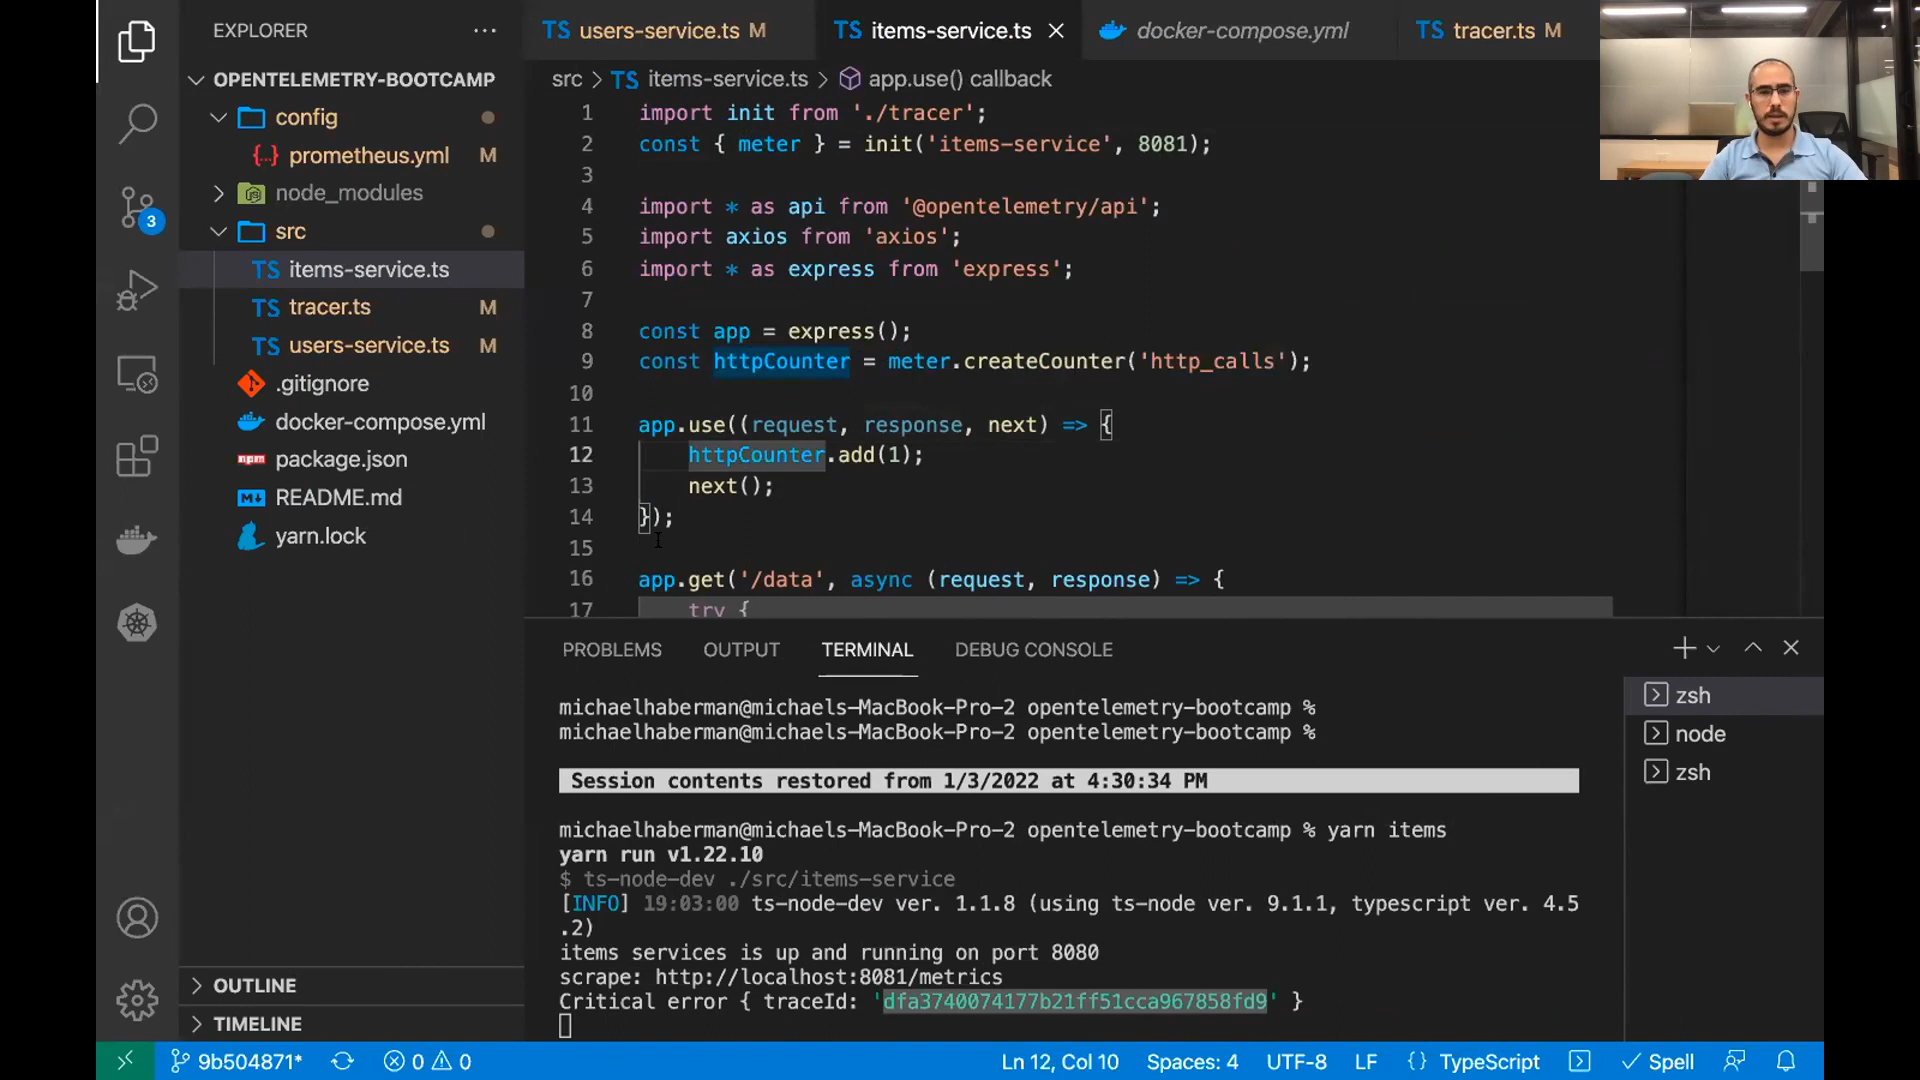 EXPLORER
OPENTELEMETRY-BOOTCAMP
config
{..} prometheus.yml M
node_modules
src
TS items-service.ts
TS tracer.ts M
TS users-service.ts M
.gitignore
docker-compose.yml
npm package.json
M README.md
yarn.lock
OUTLINE
TIMELINE
3
TS users-service.ts M
TS items-service.ts
docker-compose.yml
TS tracer.ts M
src > TS items-service.ts > app.use() callback
1 import init from './tracer';
2 const { meter } = init('items-service', 8081);
3
4 import * as api from '@opentelemetry/api';
5 import axios from 'axios';
6 import * as express from 'express';
7
8 const app = express();
9 const httpCounter = meter.createCounter('http_calls');
10
11 app.use((request, response, next) => {
12 httpCounter.add(1);
13 next();
14 });
15
16 app.get('/data', async (request, response) => {
17 try {
PROBLEMS OUTPUT TERMINAL DEBUG CONSOLE
michaelhaberman@michaels-MacBook-Pro-2 opentelemetry-bootcamp %
michaelhaberman@michaels-MacBook-Pro-2 opentelemetry-bootcamp %
Session contents restored from 1/3/2022 at 4:30:34 PM
michaelhaberman@michaels-MacBook-Pro-2 opentelemetry-bootcamp % yarn items
yarn run v1.22.10
$ ts-node-dev ./src/items-service
[INFO] 19:03:00 ts-node-dev ver. 1.1.8 (using ts-node ver. 9.1.1, typescript ver. 4.5
.2)
items services is up and running on port 8080
scrape: http://localhost:8081/metrics
Critical error { traceId: 'dfa3740074177b21ff51cca967858fd9' }
zsh
node
zsh
9b504871* 0 0 Ln 12, Col 10 Spaces: 4 UTF-8 LF {} TypeScript Spell